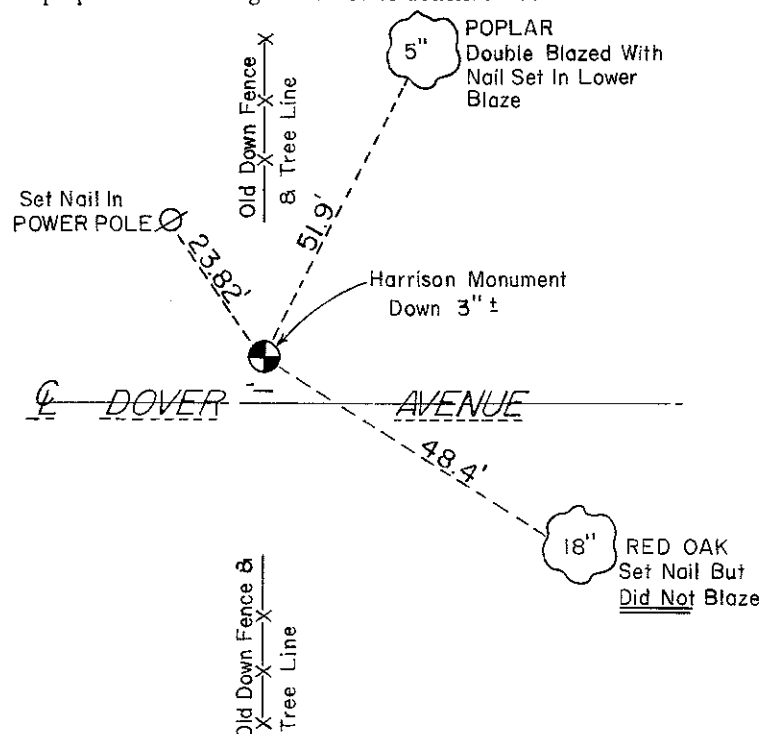 POPLAR
Double Blazed With
Nail Set In Lower
Blaze
5"
Old Down Fence
& Tree Line
Set Nail In
POWER POLE
23.82'
51.9'
Harrison Monument
Down 3" ±
℄ DOVER AVENUE
48.4'
18"
RED OAK
Set Nail But
Did Not Blaze
Old Down Fence &
Tree Line